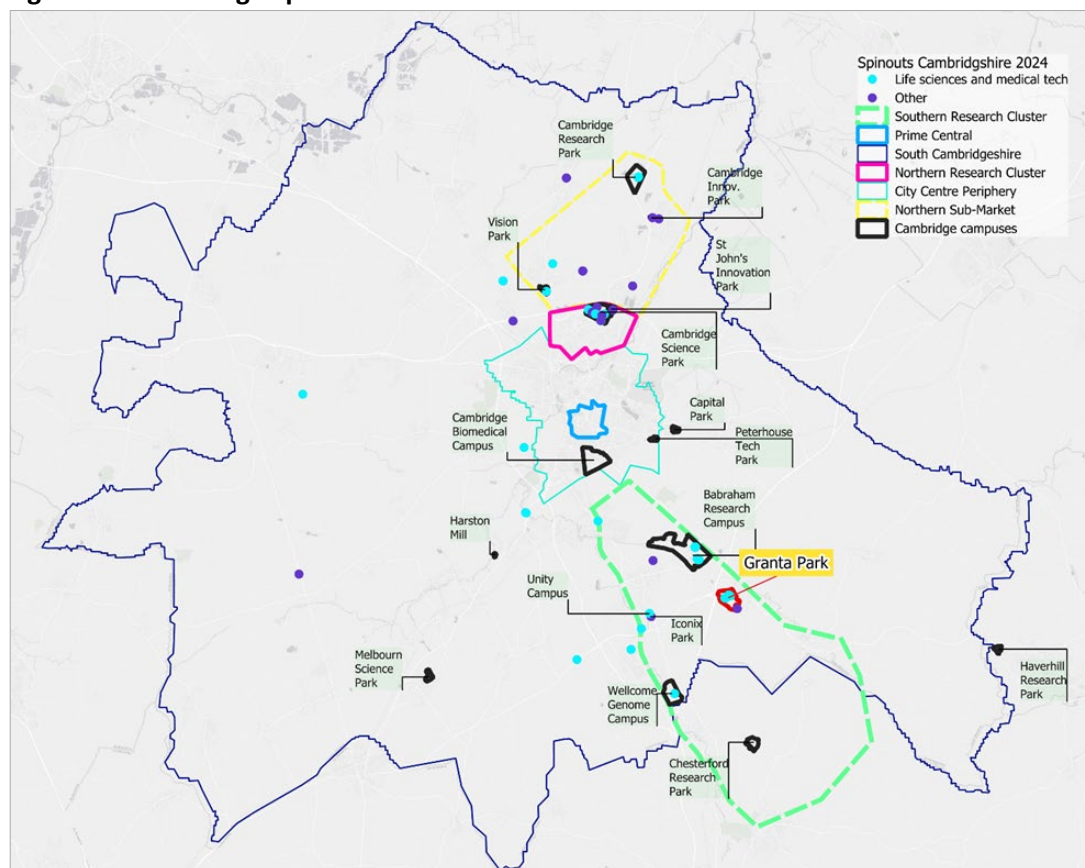 Spinouts Cambridgshire 2024
Life sciences and medical tech
Other
Southern Research Cluster
Prime Central
South Cambridgeshire
Northern Research Cluster
City Centre Periphery
Northern Sub-Market
Cambridge campuses
Cambridge
Research
Park
Cambridge
Innov.
Park
Vision
Park
St
John's
Innovation
Park
Cambridge
Science
Park
Capital
Park
Cambridge
Biomedical
Campus
Peterhouse
Tech
Park
Babraham
Research
Campus
Harston
Mill
Granta Park
Unity
Campus
Iconix
Park
Melbourn
Science
Park
Haverhill
Research
Park
Wellcome
Genome
Campus
Chesterford
Research
Park